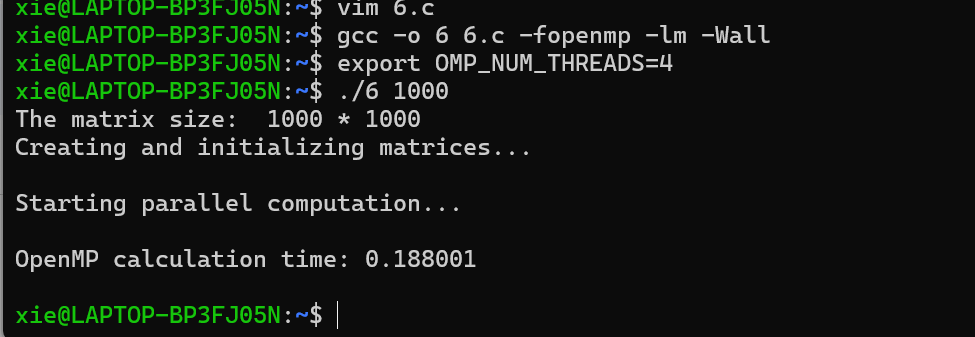 xie@LAPTOP-BP3FJ05N:~$ vim 6.c
xie@LAPTOP-BP3FJ05N:~$ gcc -o 6 6.c -fopenmp -lm -Wall
xie@LAPTOP-BP3FJ05N:~$ export OMP_NUM_THREADS=4
xie@LAPTOP-BP3FJ05N:~$ ./6 1000
The matrix size:  1000 * 1000
Creating and initializing matrices...
Starting parallel computation...
OpenMP calculation time: 0.188001
xie@LAPTOP-BP3FJ05N:~$